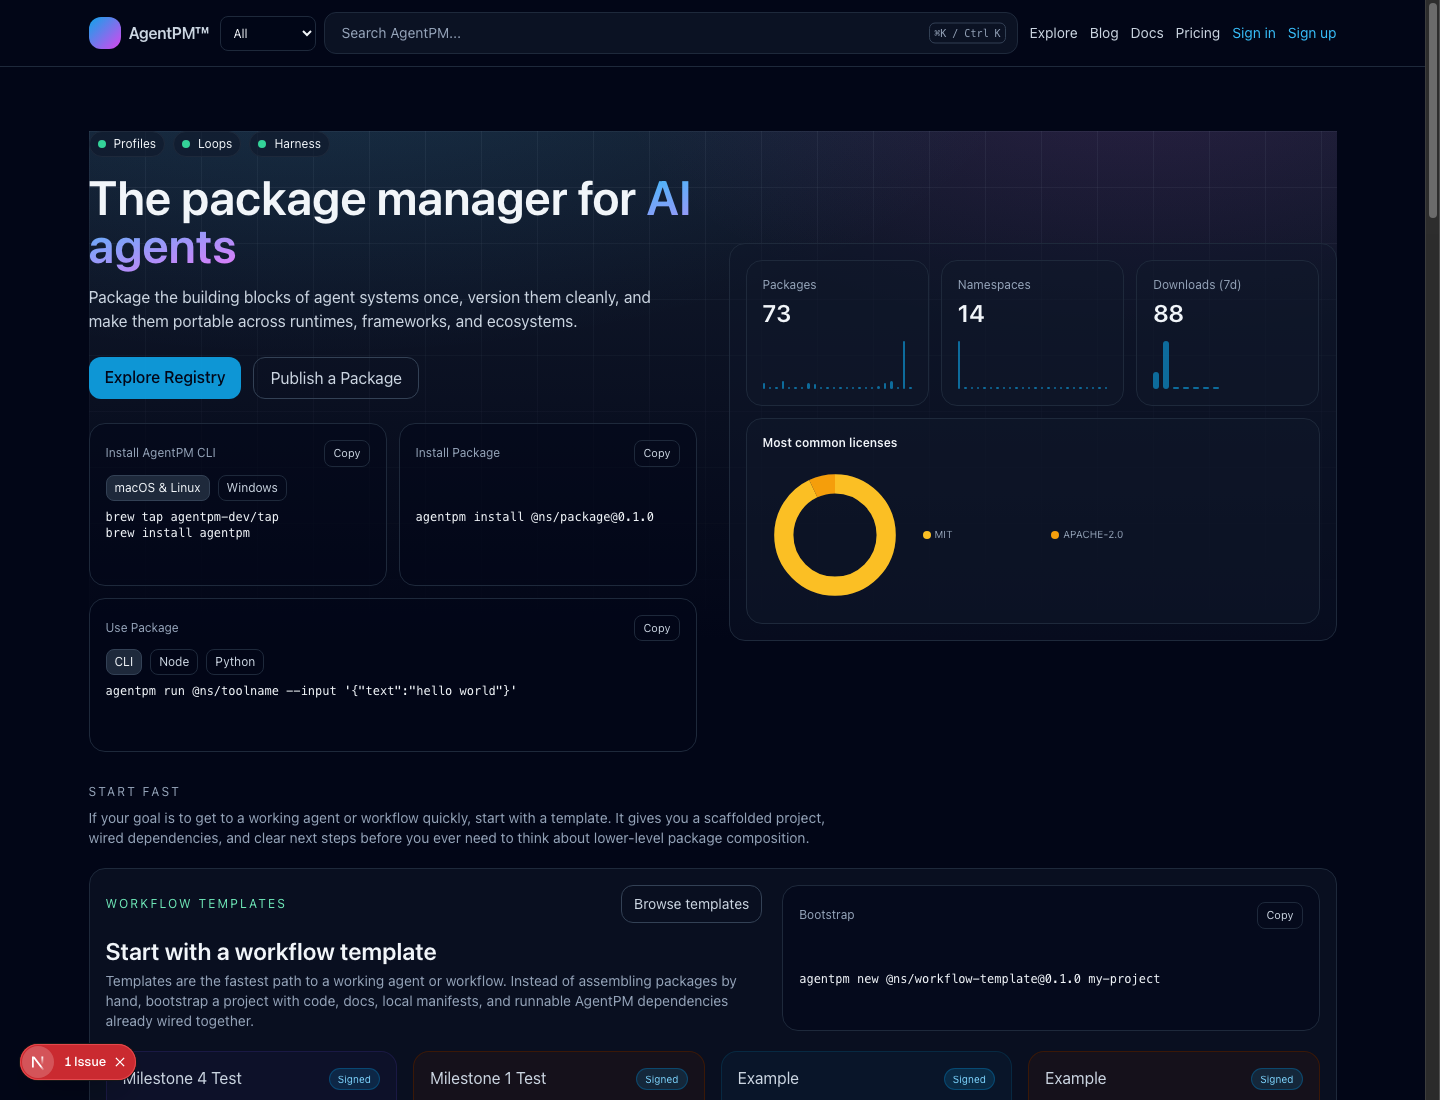 AgentPM™
All
Search AgentPM...
⌘K / Ctrl K
Explore
Blog
Docs
Pricing
Sign in
Sign up
Profiles
Loops
Harness
The package manager for AI
agents
Package the building blocks of agent systems once, version them cleanly, and
make them portable across runtimes, frameworks, and ecosystems.
Explore Registry
Publish a Package
Install AgentPM CLI
Copy
macOS & Linux
Windows
brew tap agentpm-dev/tap
brew install agentpm
Install Package
Copy
agentpm install @ns/package@0.1.0
Use Package
Copy
CLI
Node
Python
agentpm run @ns/toolname --input '{"text":"hello world"}'
Packages
73
Namespaces
14
Downloads (7d)
88
Most common licenses
MIT
APACHE-2.0
START FAST
If your goal is to get to a working agent or workflow quickly, start with a template. It gives you a scaffolded project,
wired dependencies, and clear next steps before you ever need to think about lower-level package composition.
WORKFLOW TEMPLATES
Browse templates
Start with a workflow template
Templates are the fastest path to a working agent or workflow. Instead of assembling packages by
hand, bootstrap a project with code, docs, local manifests, and runnable AgentPM dependencies
already wired together.
Bootstrap
Copy
agentpm new @ns/workflow-template@0.1.0 my-project
Milestone 4 Test
Signed
Milestone 1 Test
Signed
Example
Signed
Example
Signed
N
1 Issue